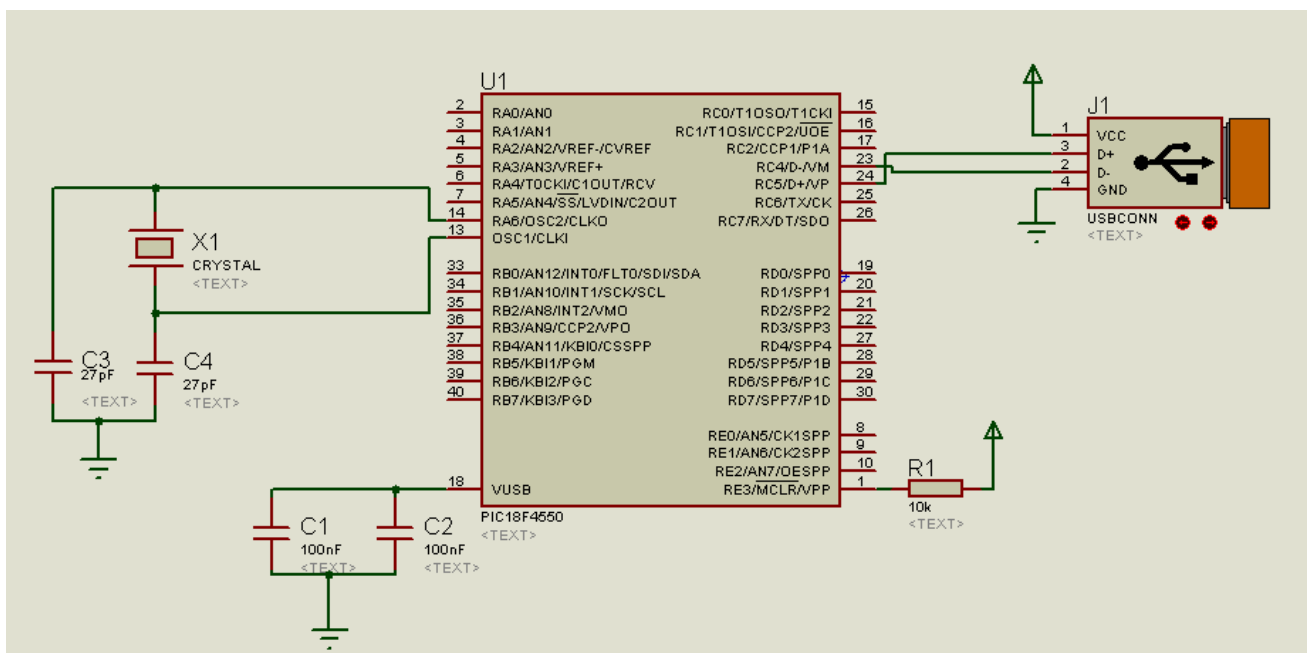 U1
2 RA0/AN0
3 RA1/AN1
4 RA2/AN2/VREF-/CVREF
5 RA3/AN3/VREF+
6 RA4/T0CKI/C1OUT/RCV
7 RA5/AN4/SS/LVDIN/C2OUT
14 RA6/OSC2/CLKO
13 OSC1/CLKI
33 RB0/AN12/INT0/FLT0/SDI/SDA
34 RB1/AN10/INT1/SCK/SCL
35 RB2/AN8/INT2/VMO
36 RB3/AN9/CCP2/VPO
37 RB4/AN11/KBI0/CSSPP
38 RB5/KBI1/PGM
39 RB6/KBI2/PGC
40 RB7/KBI3/PGD
18 VUSB
RC0/T1OSO/T1CKI 15
RC1/T1OSI/CCP2/UOE 16
RC2/CCP1/P1A 17
RC4/D-/VM 23
RC5/D+/VP 24
RC6/TX/CK 25
RC7/RX/DT/SDO 26
RD0/SPP0 19
RD1/SPP1 20
RD2/SPP2 21
RD3/SPP3 22
RD4/SPP4 27
RD5/SPP5/P1B 28
RD6/SPP6/P1C 29
RD7/SPP7/P1D 30
RE0/AN5/CK1SPP 8
RE1/AN6/CK2SPP 9
RE2/AN7/OESPP 10
RE3/MCLR/VPP 1
PIC18F4550
<TEXT>
J1
1 VCC
3 D+
2 D-
4 GND
USBCONN
<TEXT>
X1
CRYSTAL
<TEXT>
C3
27pF
<TEXT>
C4
27pF
<TEXT>
C1
100nF
<TEXT>
C2
100nF
<TEXT>
R1
10k
<TEXT>